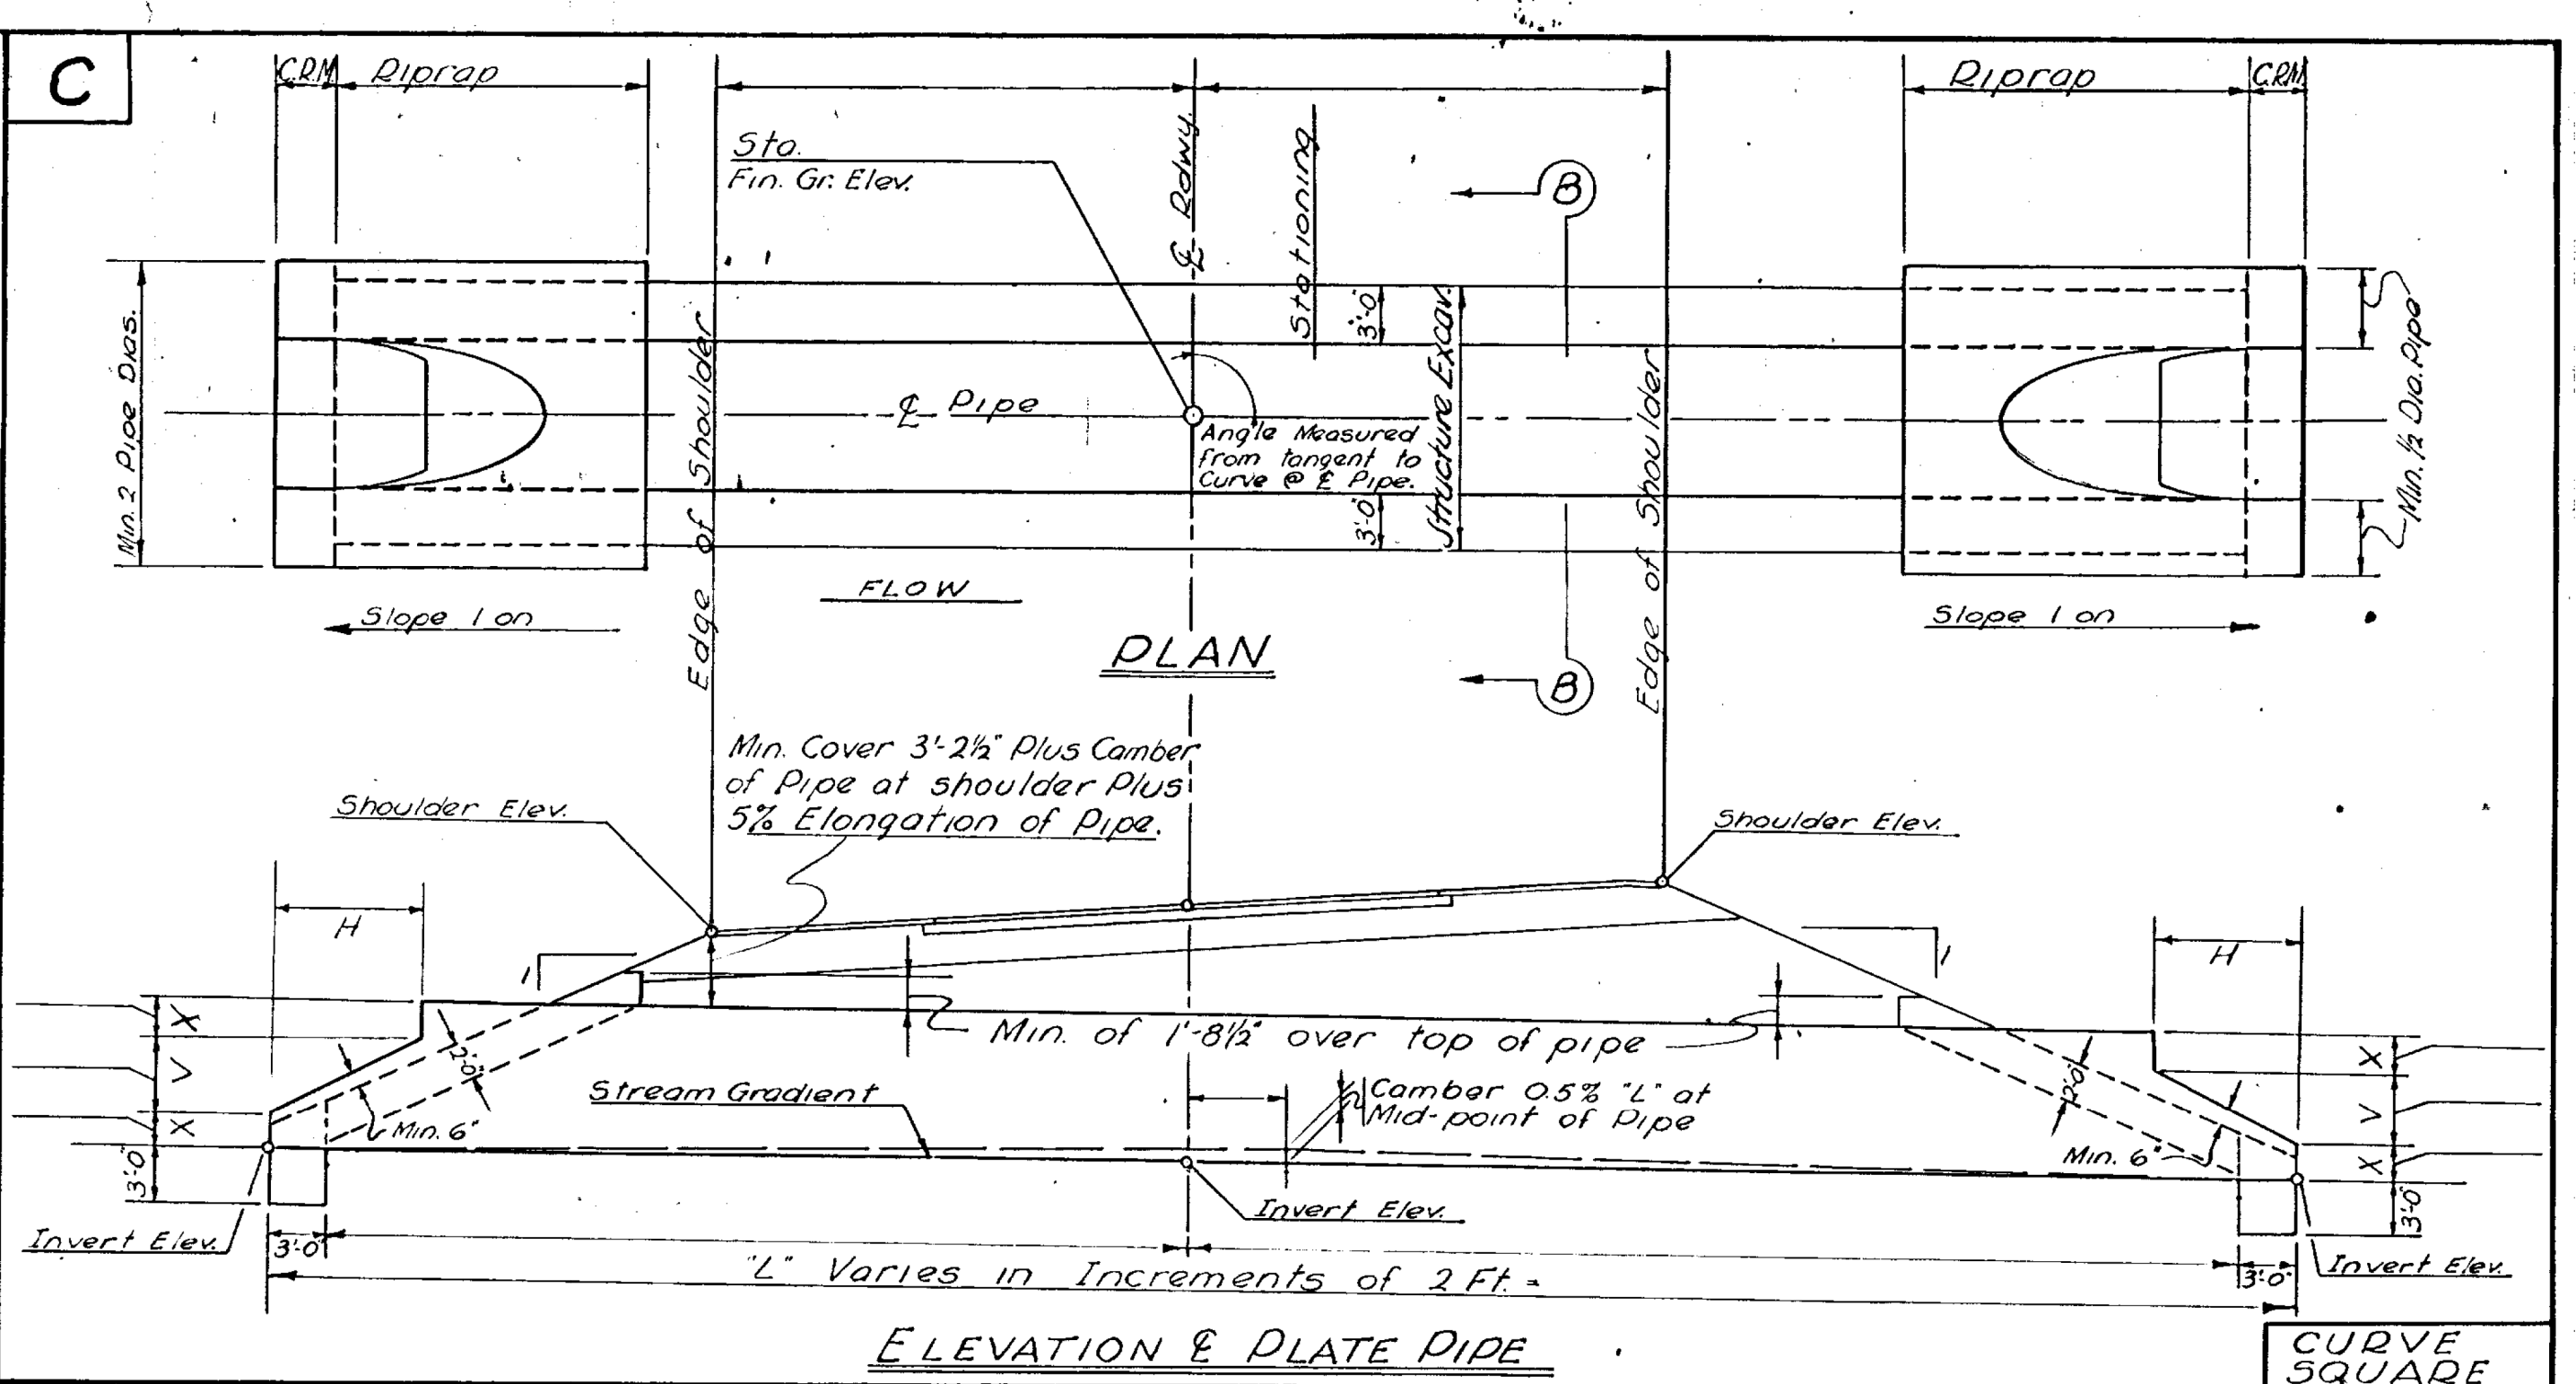 C
C.R.M.
Riprap
Riprap
C.R.M.
Sta.
Fin. Gr. Elev.
℄ Rdwy.
Stationing
B
Min. 2 Pipe Dias.
Edge of Shoulder
℄ Pipe
3'-0"
Structure Excav.
Angle Measured
from tangent to
Curve @ ℄ Pipe.
3'-0"
Edge of Shoulder
Min. 1/2 Dia. Pipe
FLOW
Slope 1 on
Slope 1 on
PLAN
B
Min. Cover 3'-2½" Plus Camber
of Pipe at shoulder Plus
5% Elongation of Pipe.
Shoulder Elev.
Shoulder Elev.
H
1
1
H
X
V
X
3'-0"
2'-0"
Min. 6"
Min. of 1'-8½" over top of pipe
Stream Gradient
Camber 0.5% "L" at
Mid-point of Pipe
2'-0"
Min. 6"
X
V
X
3'-0"
Invert Elev.
3'-0"
Invert Elev.
3'-0"
Invert Elev.
"L" Varies in Increments of 2 Ft. =
ELEVATION ℄ PLATE PIPE
CURVE
SQUARE